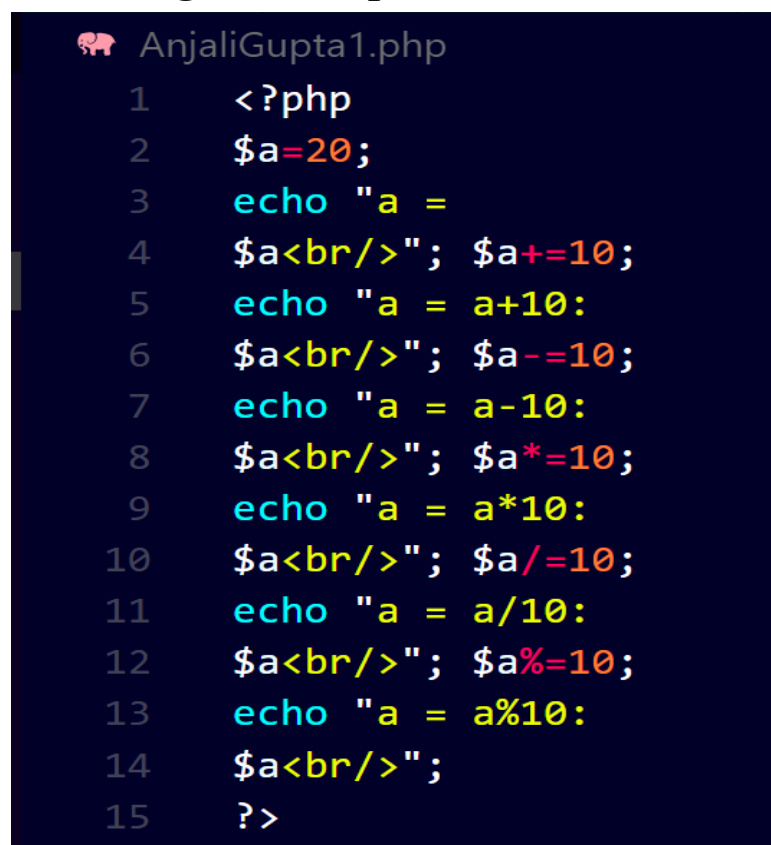 AnjaliGupta1.php
1 <?php
2 $a=20;
3 echo "a =
4 $a<br/>"; $a+=10;
5 echo "a = a+10:
6 $a<br/>"; $a-=10;
7 echo "a = a-10:
8 $a<br/>"; $a*=10;
9 echo "a = a*10:
10 $a<br/>"; $a/=10;
11 echo "a = a/10:
12 $a<br/>"; $a%=10;
13 echo "a = a%10:
14 $a<br/>";
15 ?>